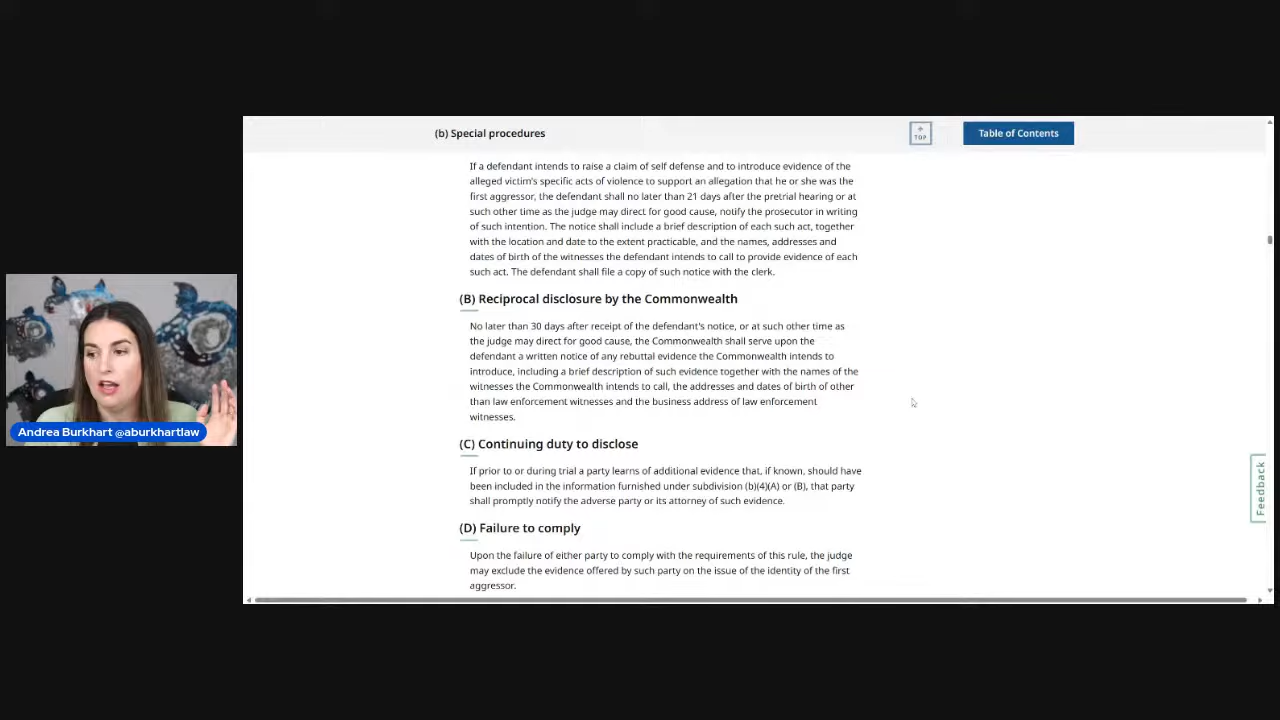 (b) Special procedures
TOP
Table of Contents
If a defendant intends to raise a claim of self defense and to introduce evidence of the
alleged victim's specific acts of violence to support an allegation that he or she was the
first aggressor, the defendant shall no later than 21 days after the pretrial hearing or at
such other time as the judge may direct for good cause, notify the prosecutor in writing
of such intention. The notice shall include a brief description of each such act, together
with the location and date to the extent practicable, and the names, addresses and
dates of birth of the witnesses the defendant intends to call to provide evidence of each
such act. The defendant shall file a copy of such notice with the clerk.
(B) Reciprocal disclosure by the Commonwealth
No later than 30 days after receipt of the defendant's notice, or at such other time as
the judge may direct for good cause, the Commonwealth shall serve upon the
defendant a written notice of any rebuttal evidence the Commonwealth intends to
introduce, including a brief description of such evidence together with the names of the
witnesses the Commonwealth intends to call, the addresses and dates of birth of other
than law enforcement witnesses and the business address of law enforcement
witnesses.
(C) Continuing duty to disclose
If prior to or during trial a party learns of additional evidence that, if known, should have
been included in the information furnished under subdivision (b)(4)(A) or (B), that party
shall promptly notify the adverse party or its attorney of such evidence.
(D) Failure to comply
Upon the failure of either party to comply with the requirements of this rule, the judge
may exclude the evidence offered by such party on the issue of the identity of the first
aggressor.
Feedback
Andrea Burkhart @aburkhartlaw